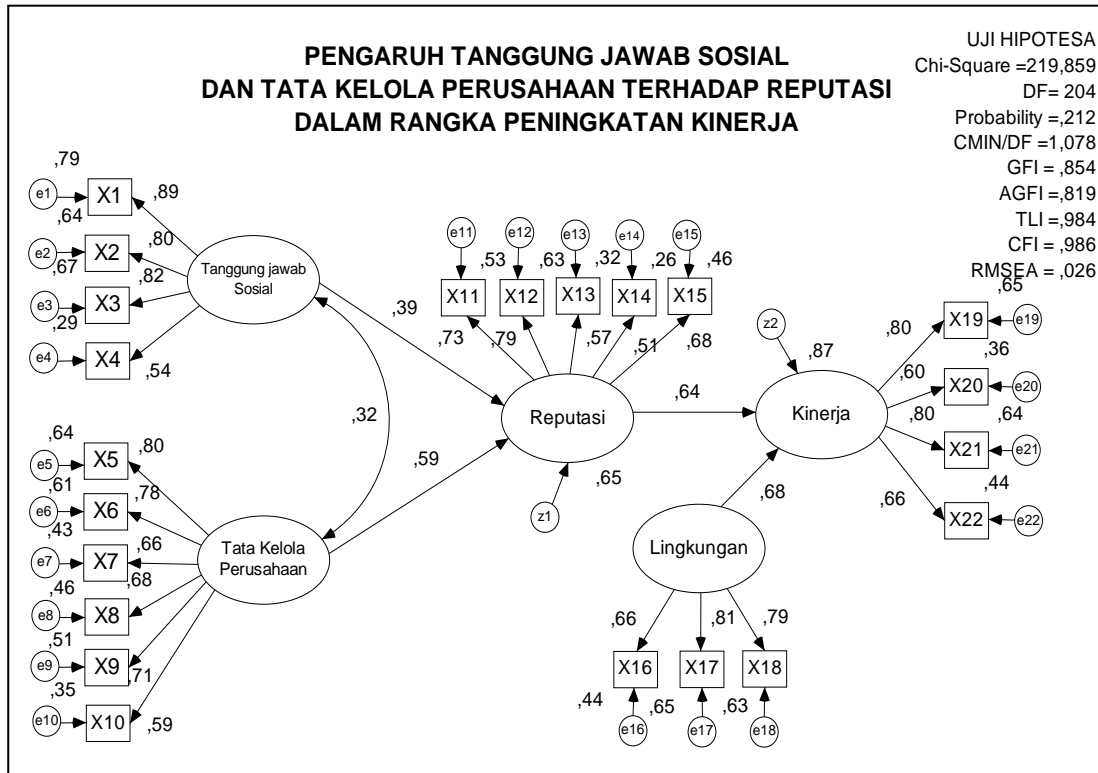 PENGARUH TANGGUNG JAWAB SOSIAL
DAN TATA KELOLA PERUSAHAAN TERHADAP REPUTASI
DALAM RANGKA PENINGKATAN KINERJA
UJI HIPOTESA
Chi-Square =219,859
DF= 204
Probability =,212
CMIN/DF =1,078
GFI = ,854
AGFI =,819
TLI =,984
CFI = ,986
RMSEA = ,026
,79
e1
X1
,89
,64
e2
X2
,80
,67
e3
X3
,82
,29
e4
X4
,54
Tanggung jawab
Sosial
,39
,32
,64
e5
X5
,80
,61
e6
X6
,78
,43
e7
X7
,66
,46
e8
X8
,68
,51
e9
X9
,71
,35
e10
X10
,59
Tata Kelola
Perusahaan
,59
e11
e12
e13
e14
e15
,53
,63
,32
,26
,46
X11
X12
X13
X14
X15
,73
,79
,57
,51
,68
Reputasi
,65
z1
,64
z2
,87
Kinerja
,68
Lingkungan
,66
,81
,79
X16
X17
X18
,44
,65
,63
e16
e17
e18
,65
,80
X19
e19
,36
,60
X20
e20
,64
,80
X21
e21
,44
,66
X22
e22